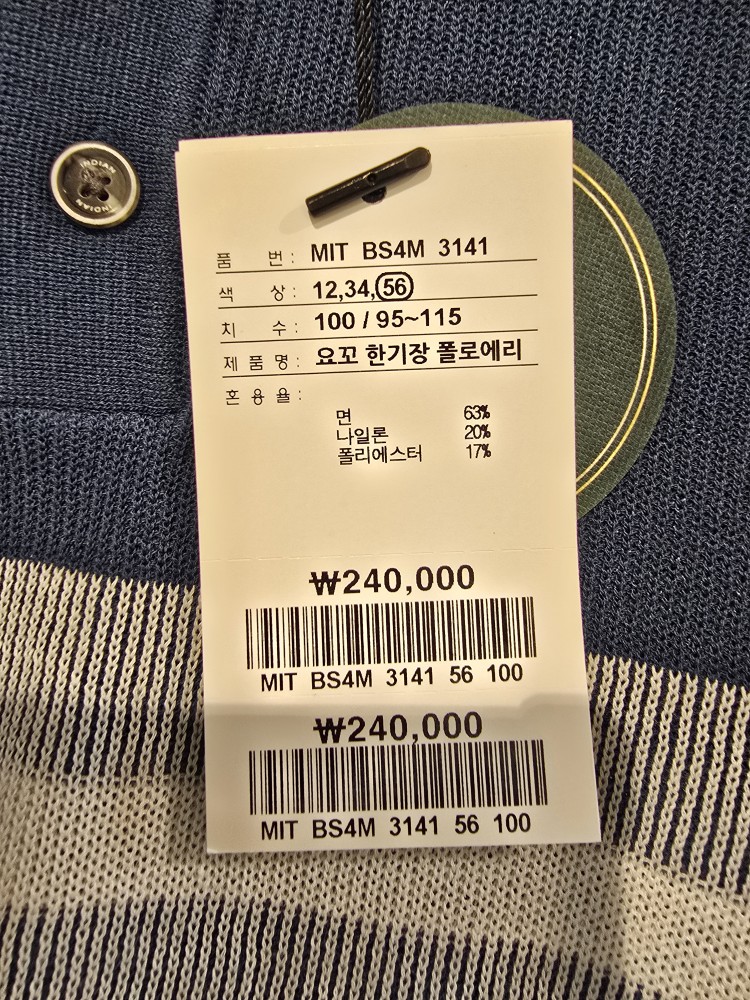 INDIAN
INDIAN
품 번 : MIT BS4M 3141
색 상 : 12,34,56
치 수 : 100 / 95~115
제 품 명 : 요꼬 한기장 폴로에리
혼 용 율 :
면 63%
나일론 20%
폴리에스터 17%
₩240,000
MIT BS4M 3141 56 100
₩240,000
MIT BS4M 3141 56 100